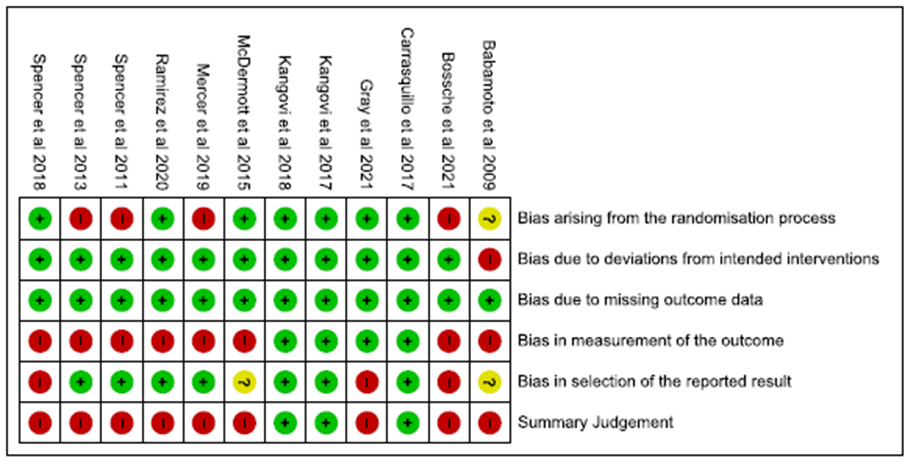 Spencer et al 2018
Spencer et al 2013
Spencer et al 2011
Ramirez et al 2020
Mercer et al 2019
McDermott et al 2015
Kangovi et al 2018
Kangovi et al 2017
Gray et al 2021
Carrasquillo et al 2017
Bossche et al 2021
Babamoto et al 2009
+ - - + - + + + + + - ? Bias arising from the randomisation process
+ + + + + + + + + + + - Bias due to deviations from intended interventions
+ + + + + + + + + + + + Bias due to missing outcome data
- - - - - - + + + + - - Bias in measurement of the outcome
- + + + + ? + + - + - ? Bias in selection of the reported result
- - - - - - + + - + - - Summary Judgement